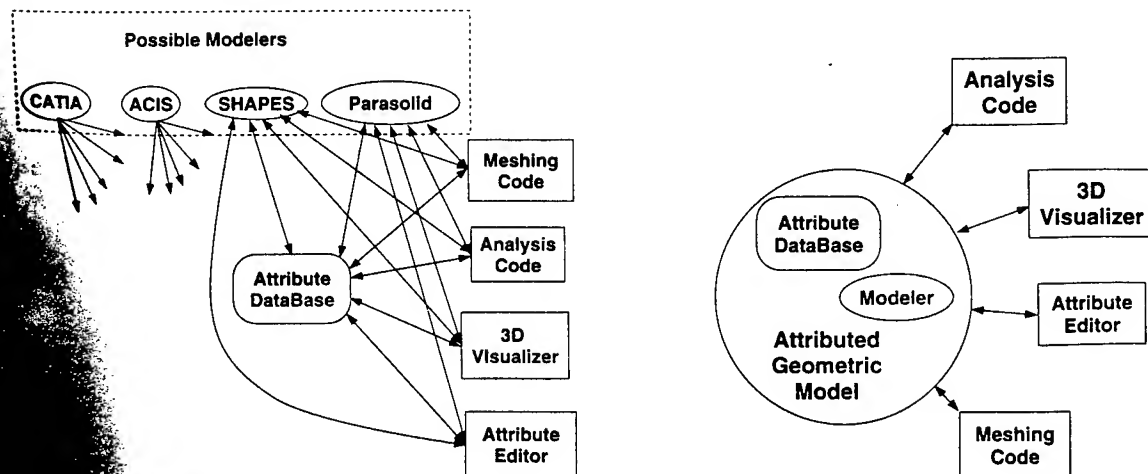 Possible Modelers
CATIA
ACIS
SHAPES
Parasolid
Meshing
Code
Analysis
Code
Attribute
DataBase
3D
Visualizer
Attribute
Editor
Analysis
Code
3D
Visualizer
Attribute
DataBase
Modeler
Attribute
Editor
Attributed
Geometric
Model
Meshing
Code